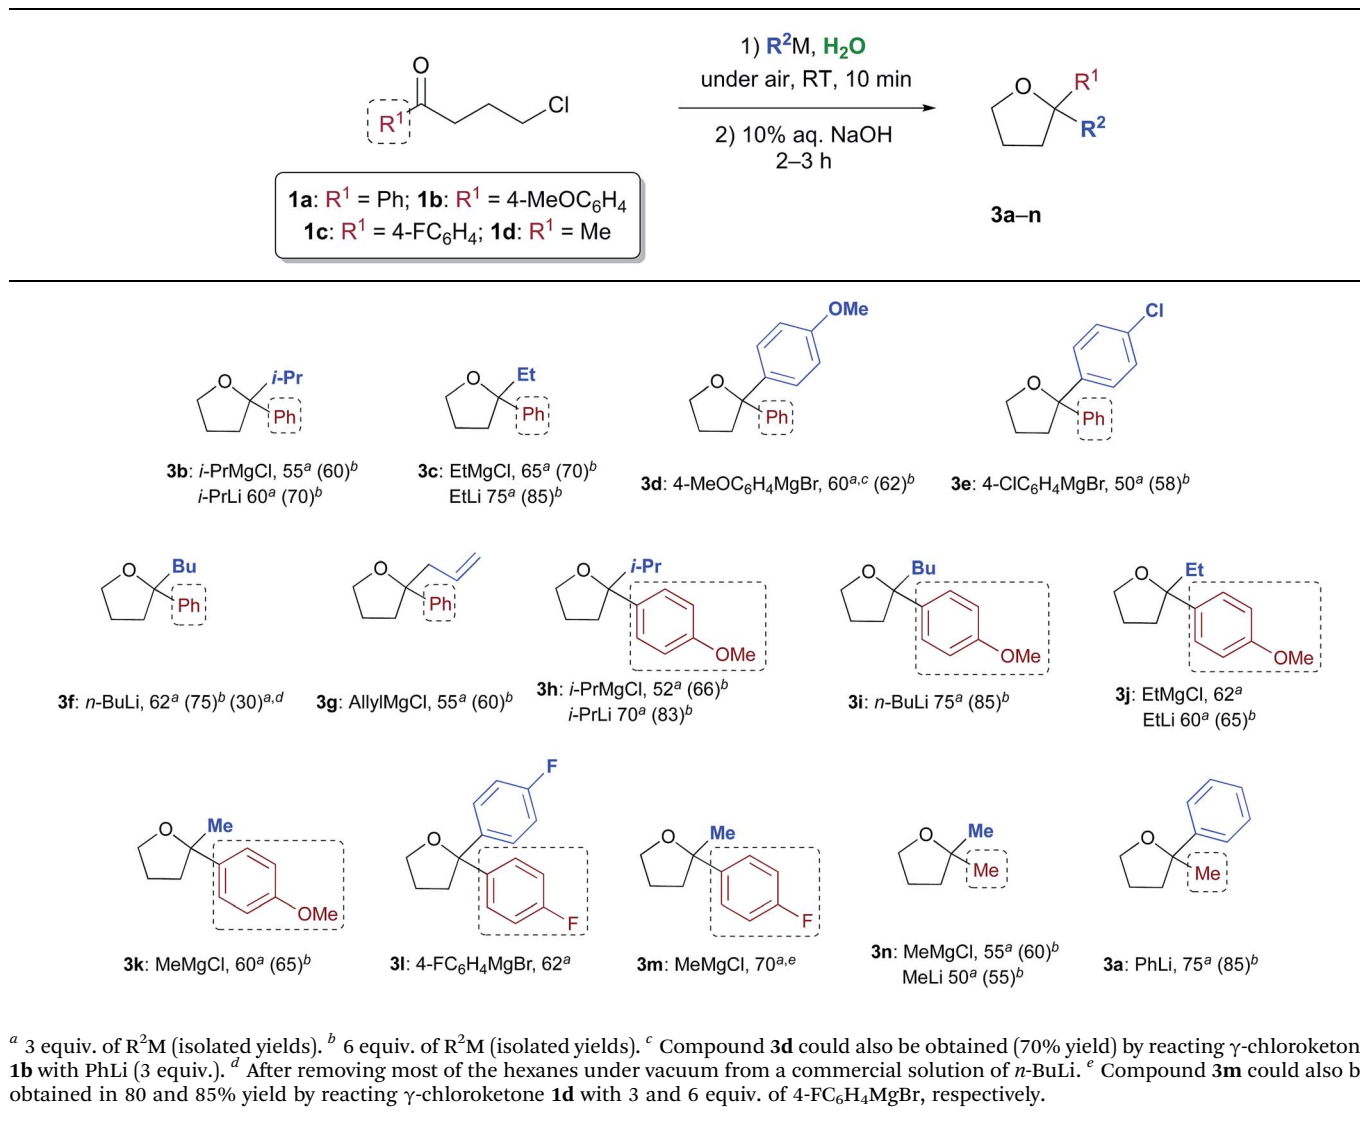 O
R¹
Cl
1) R²M, H₂O
under air, RT, 10 min
2) 10% aq. NaOH
2–3 h
O
R¹
R²
1a: R¹ = Ph; 1b: R¹ = 4-MeOC₆H₄
1c: R¹ = 4-FC₆H₄; 1d: R¹ = Me
3a–n
O
i-Pr
Ph
3b: i-PrMgCl, 55ᵃ (60)ᵇ
i-PrLi 60ᵃ (70)ᵇ
O
Et
Ph
3c: EtMgCl, 65ᵃ (70)ᵇ
EtLi 75ᵃ (85)ᵇ
OMe
O
Ph
3d: 4-MeOC₆H₄MgBr, 60ᵃ,ᶜ (62)ᵇ
Cl
O
Ph
3e: 4-ClC₆H₄MgBr, 50ᵃ (58)ᵇ
O
Bu
Ph
3f: n-BuLi, 62ᵃ (75)ᵇ (30)ᵃ,ᵈ
O
Ph
3g: AllylMgCl, 55ᵃ (60)ᵇ
O
i-Pr
OMe
3h: i-PrMgCl, 52ᵃ (66)ᵇ
i-PrLi 70ᵃ (83)ᵇ
O
Bu
OMe
3i: n-BuLi 75ᵃ (85)ᵇ
O
Et
OMe
3j: EtMgCl, 62ᵃ
EtLi 60ᵃ (65)ᵇ
O
Me
OMe
3k: MeMgCl, 60ᵃ (65)ᵇ
F
O
F
3l: 4-FC₆H₄MgBr, 62ᵃ
O
Me
F
3m: MeMgCl, 70ᵃ,ᵉ
O
Me
Me
3n: MeMgCl, 55ᵃ (60)ᵇ
MeLi 50ᵃ (55)ᵇ
O
Me
3a: PhLi, 75ᵃ (85)ᵇ
ᵃ 3 equiv. of R²M (isolated yields). ᵇ 6 equiv. of R²M (isolated yields). ᶜ Compound 3d could also be obtained (70% yield) by reacting γ-chloroketon
1b with PhLi (3 equiv.). ᵈ After removing most of the hexanes under vacuum from a commercial solution of n-BuLi. ᵉ Compound 3m could also b
obtained in 80 and 85% yield by reacting γ-chloroketone 1d with 3 and 6 equiv. of 4-FC₆H₄MgBr, respectively.